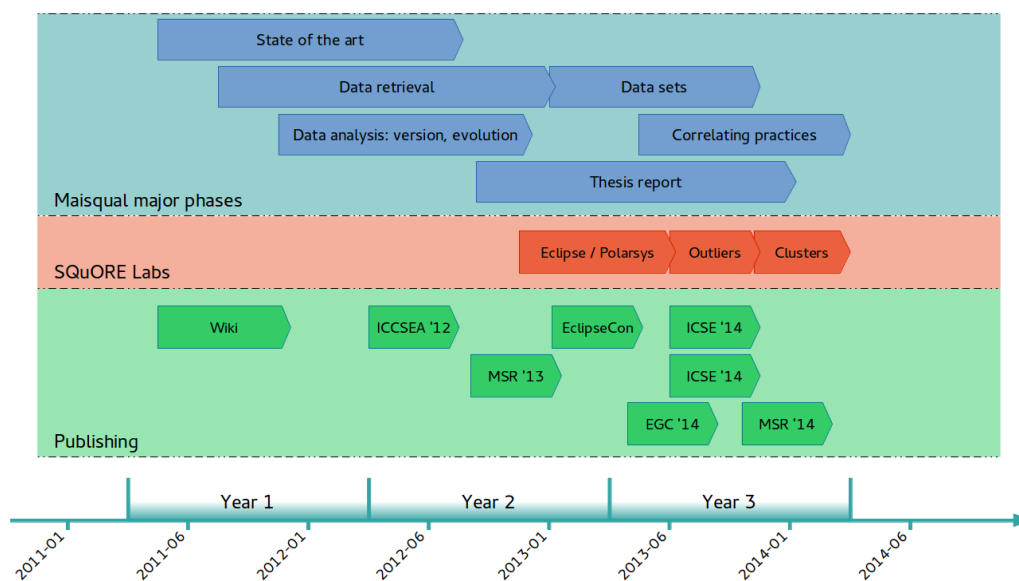 State of the art
Data retrieval
Data sets
Data analysis: version, evolution
Correlating practices
Thesis report
Maisqual major phases
Eclipse / Polarsys
Outliers
Clusters
SQuORE Labs
Wiki
ICCSEA '12
EclipseCon
ICSE '14
MSR '13
ICSE '14
EGC '14
MSR '14
Publishing
Year 1
Year 2
Year 3
2011-01
2011-06
2012-01
2012-06
2013-01
2013-06
2014-01
2014-06